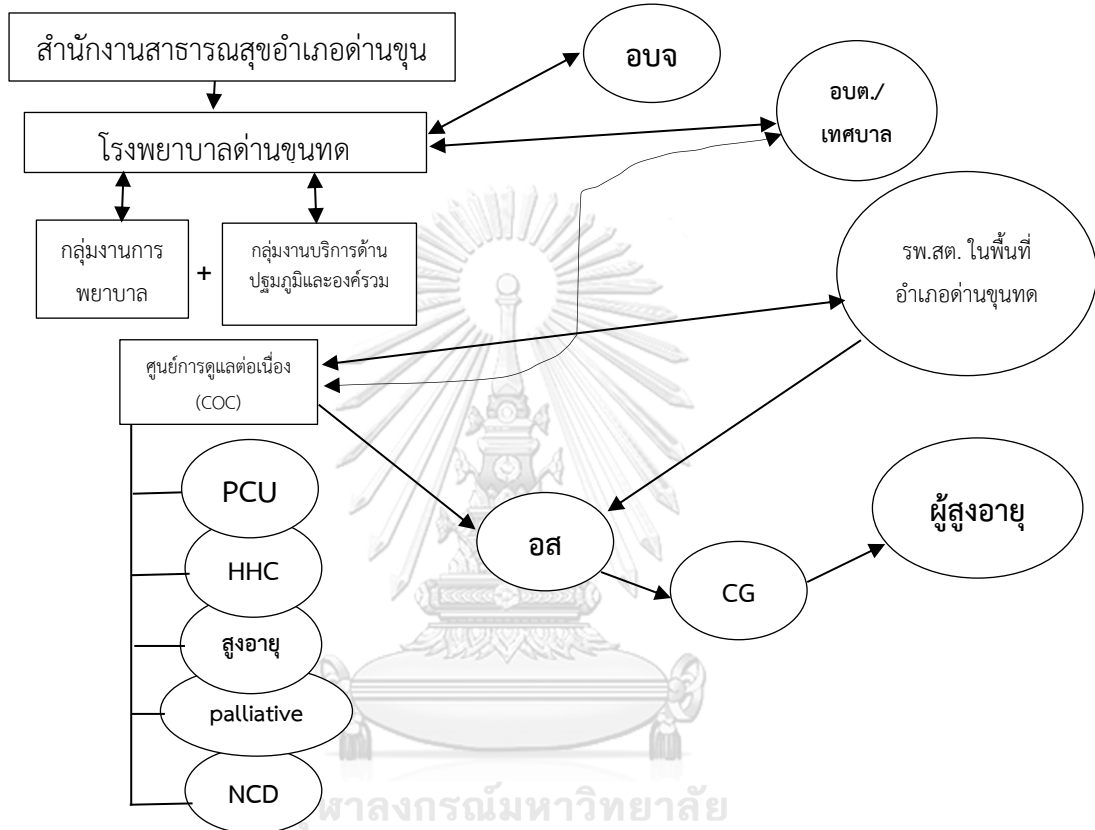 สำนักงานสาธารณสุขอำเภอด่านขุน
อบจ
อบต./
เทศบาล
โรงพยาบาลด่านขุนทด
กลุ่มงานการ
พยาบาล
+
กลุ่มงานบริการด้าน
ปฐมภูมิและองค์รวม
รพ.สต. ในพื้นที่
อำเภอด่านขุนทด
ศูนย์การดูแลต่อเนื่อง
(COC)
PCU
HHC
สูงอายุ
palliative
NCD
อส
CG
ผู้สูงอายุ
ฬาลงกรณ์มหาวิทยาลัย